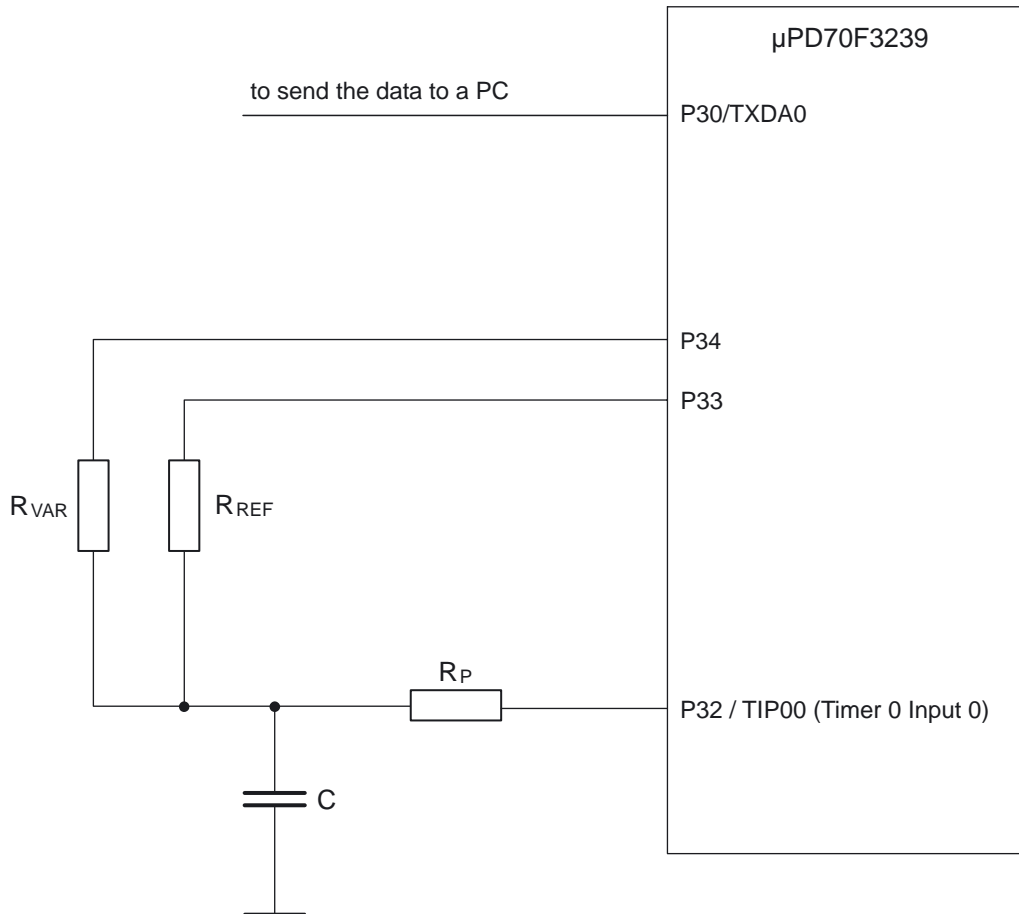 µPD70F3239
to send the data to a PC
P30/TXDA0
P34
P33
RVAR
RREF
RP
P32 / TIP00 (Timer 0 Input 0)
C